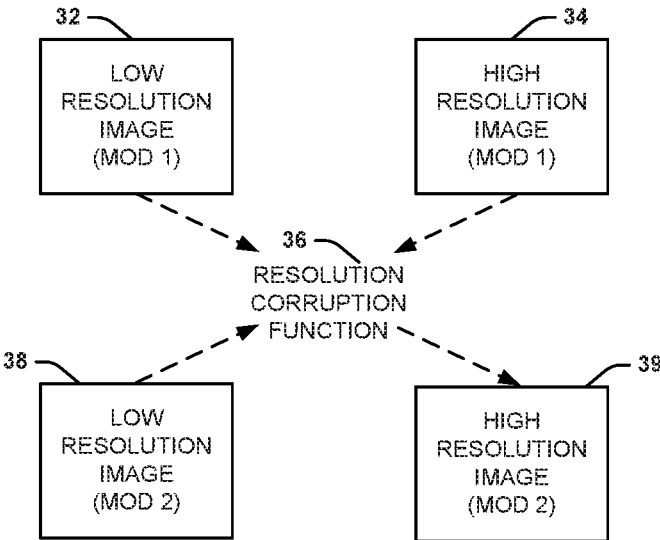 32
LOW
RESOLUTION
IMAGE
(MOD 1)
34
HIGH
RESOLUTION
IMAGE
(MOD 1)
36
RESOLUTION
CORRUPTION
FUNCTION
38
LOW
RESOLUTION
IMAGE
(MOD 2)
39
HIGH
RESOLUTION
IMAGE
(MOD 2)